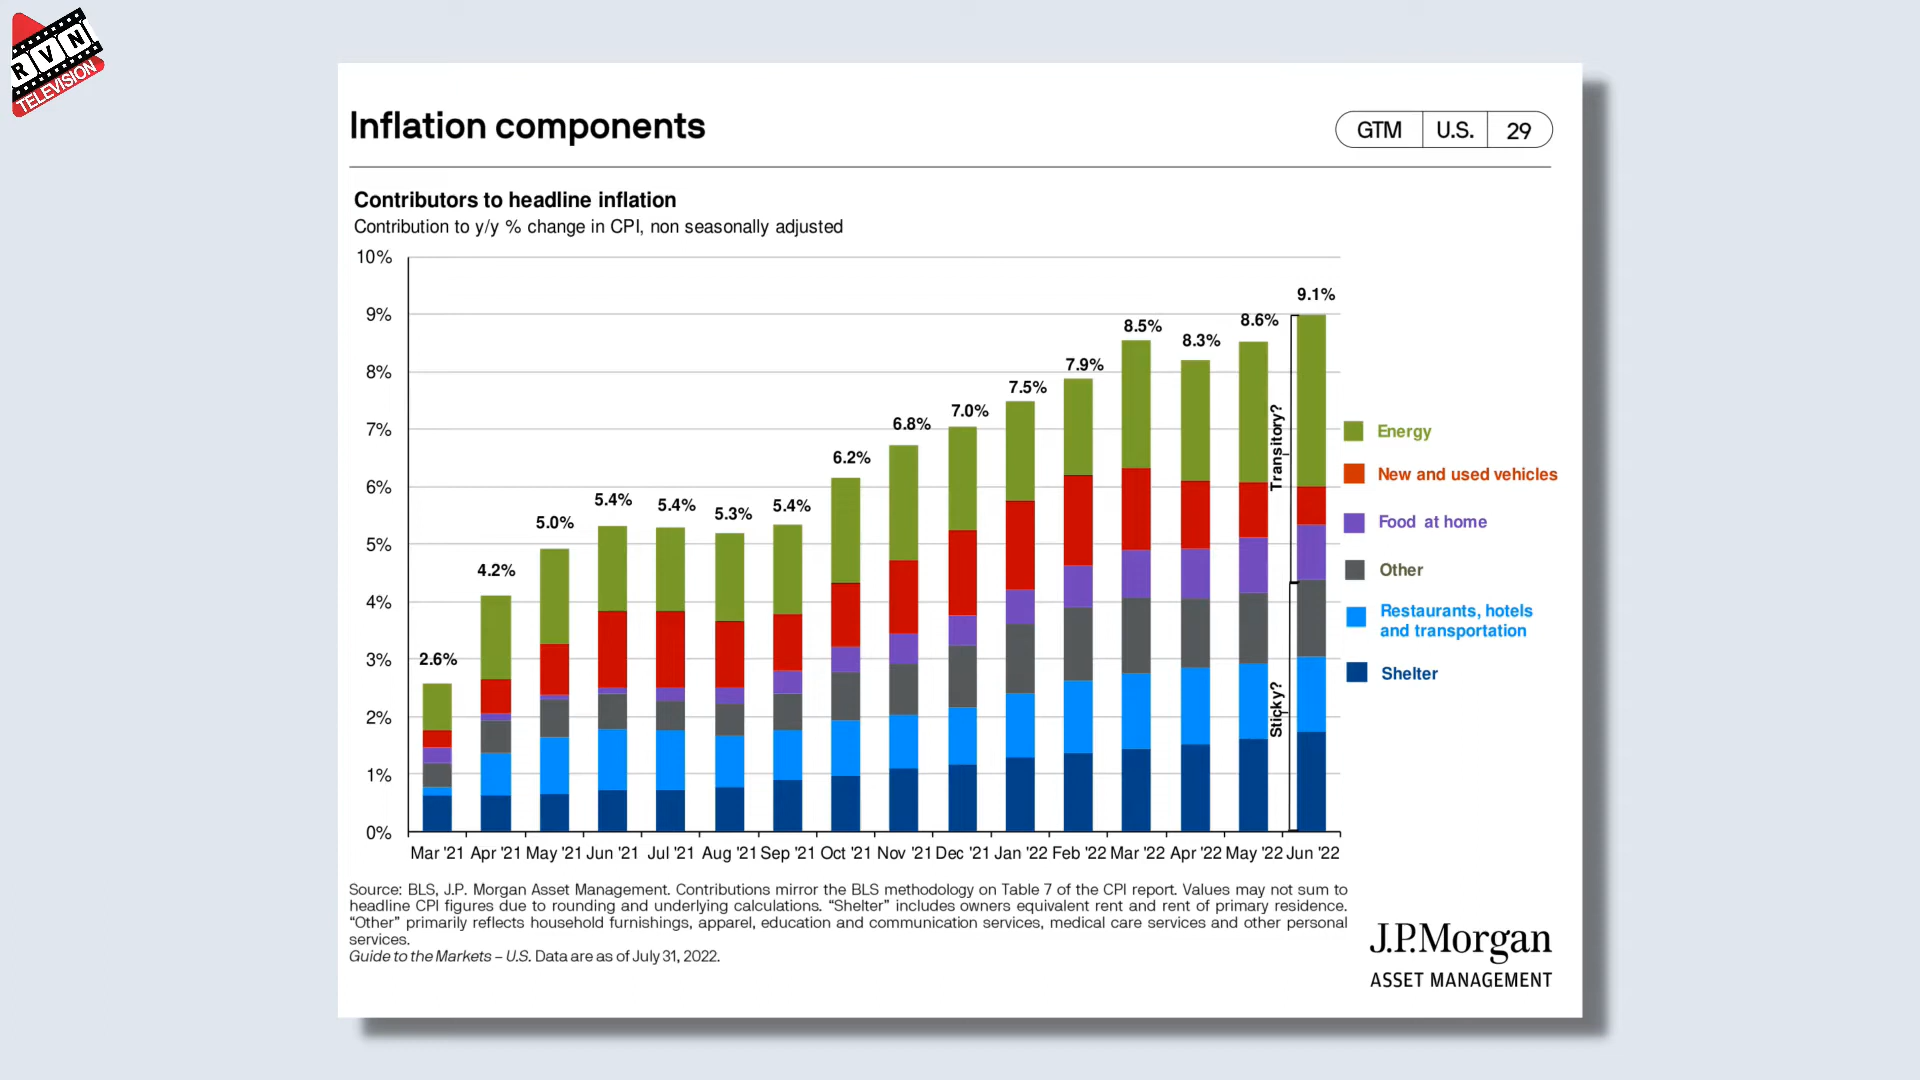 RVN
TELEVISION
Inflation components
GTM U.S. 29
Contributors to headline inflation
Contribution to y/y % change in CPI, non seasonally adjusted
10%
9%
8%
7%
6%
5%
4%
3%
2%
1%
0%
2.6%
4.2%
5.0%
5.4%
5.4%
5.3%
5.4%
6.2%
6.8%
7.0%
7.5%
7.9%
8.5%
8.3%
8.6%
9.1%
Transitory?
Sticky?
Energy
New and used vehicles
Food at home
Other
Restaurants, hotels
and transportation
Shelter
Mar '21 Apr '21 May '21 Jun '21 Jul '21 Aug '21 Sep '21 Oct '21 Nov '21 Dec '21 Jan '22 Feb '22 Mar '22 Apr '22 May '22 Jun '22
Source: BLS, J.P. Morgan Asset Management. Contributions mirror the BLS methodology on Table 7 of the CPI report. Values may not sum to
headline CPI figures due to rounding and underlying calculations. “Shelter” includes owners equivalent rent and rent of primary residence.
“Other” primarily reflects household furnishings, apparel, education and communication services, medical care services and other personal
services.
Guide to the Markets – U.S. Data are as of July 31, 2022.
J.P.Morgan
ASSET MANAGEMENT